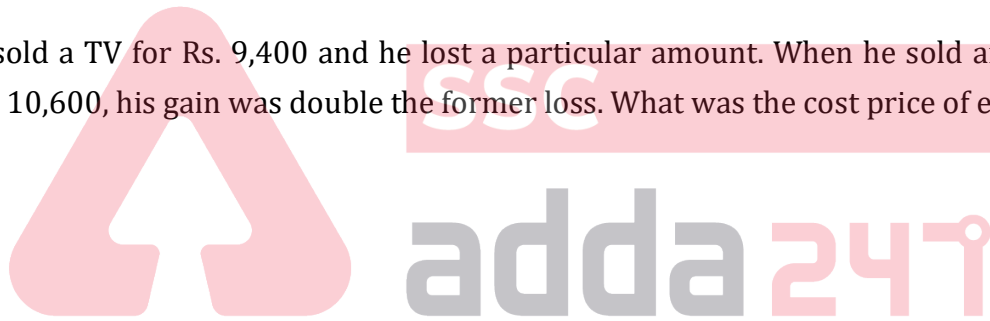 sold a TV for Rs. 9,400 and he lost a particular amount. When he sold
10,600, his gain was double the former loss. What was the cost price of
SSC
adda 247